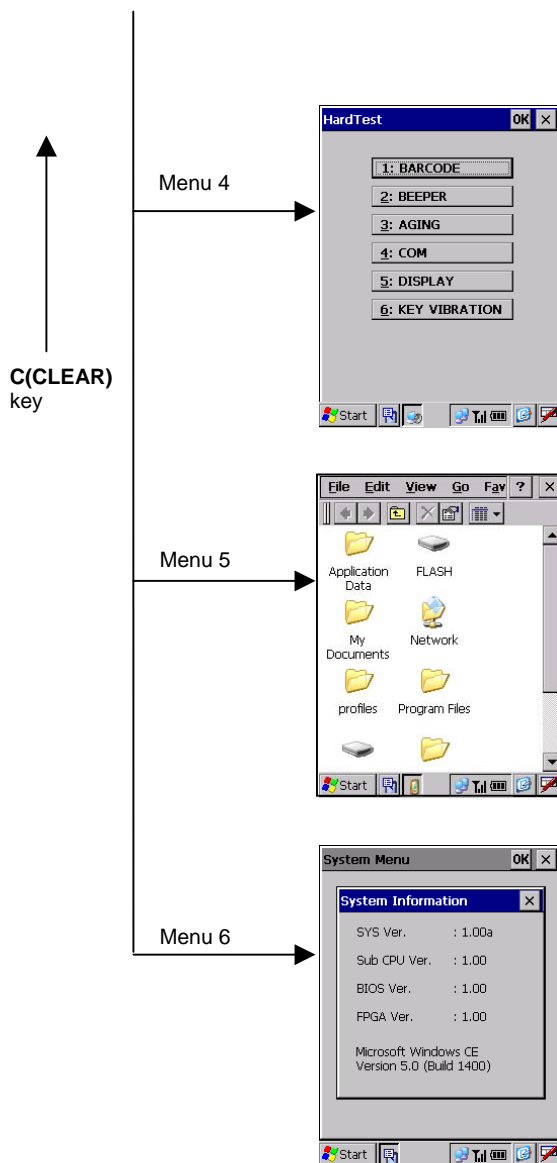 HardTest OK ×
1: BARCODE
Menu 4
2: BEEPER
3: AGING
4: COM
5: DISPLAY
6: KEY VIBRATION
C(CLEAR)
key
Start
File Edit View Go Fav ? ×
Application
Data
FLASH
Menu 5
My
Documents
Network
profiles
Program Files
Start
System Menu OK ×
System Information ×
SYS Ver. : 1.00a
Menu 6
Sub CPU Ver. : 1.00
BIOS Ver. : 1.00
FPGA Ver. : 1.00
Microsoft Windows CE
Version 5.0 (Build 1400)
Start